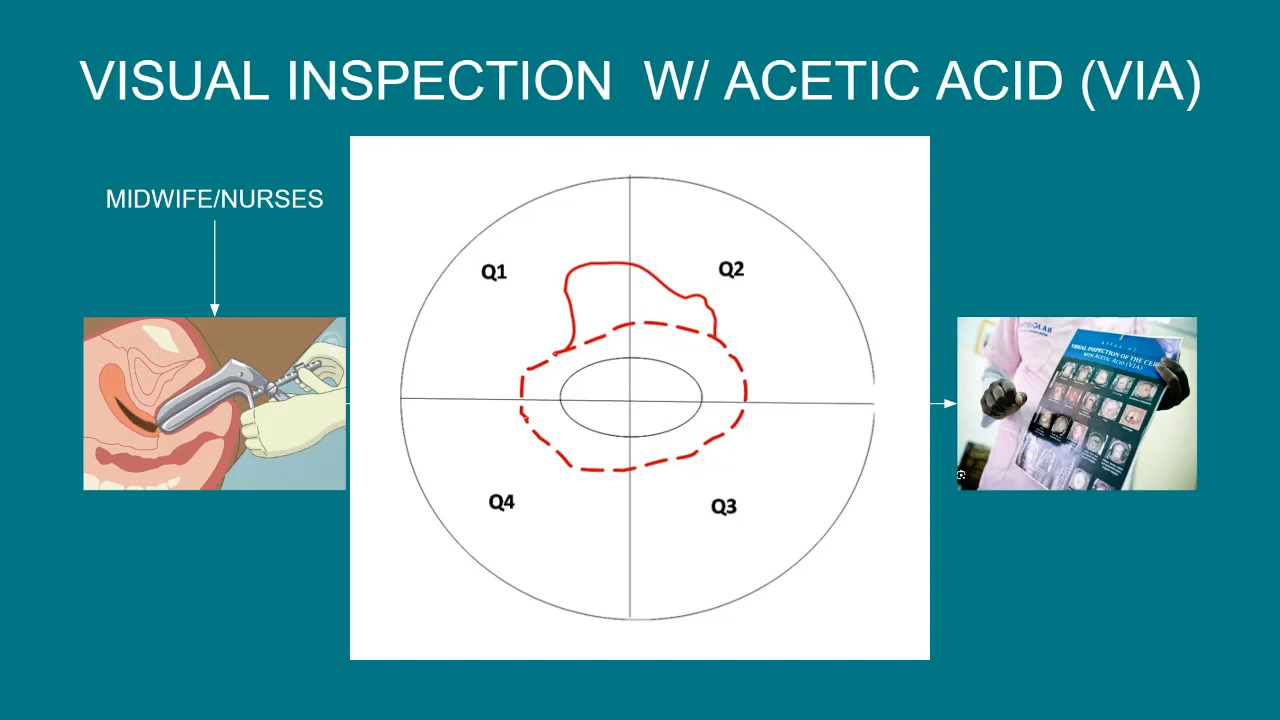 VISUAL INSPECTION W/ ACETIC ACID (VIA)
MIDWIFE/NURSES
Q1
Q2
Q4
Q3
VISUAL INSPECTION OF THE CER
WITH ACETIC ACID (VIA)